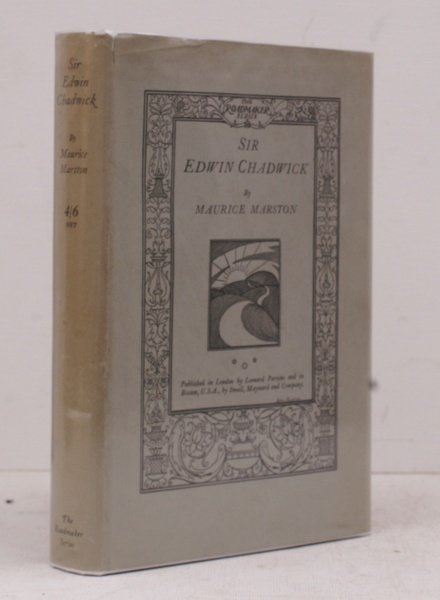 Sir
Edwin
Chadwick
By
Maurice
Marston
4/6
NET
The
Roadmaker
Series
THE
ROADMAKER
SERIES
SIR
EDWIN CHADWICK
By
MAURICE MARSTON
Published in London by Leonard Parsons and in
Boston, U.S.A., by Small, Maynard and Company.